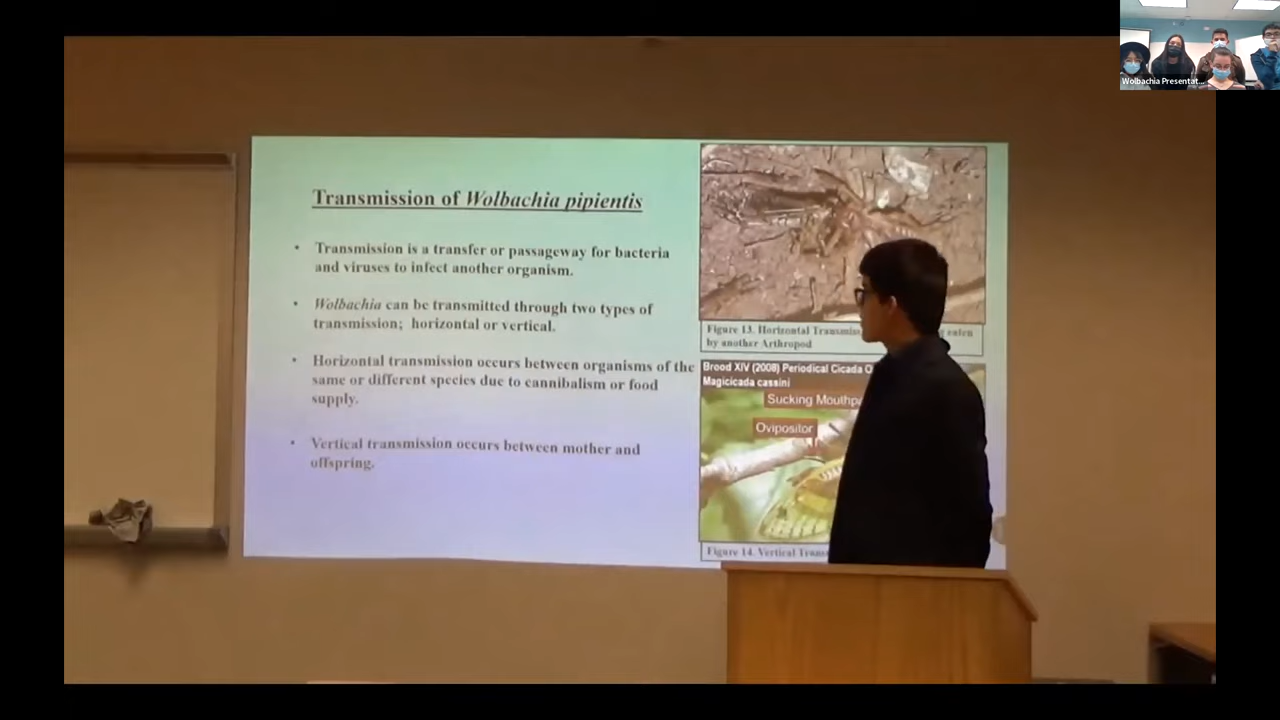 Transmission of Wolbachia pipientis
• Transmission is a transfer or passageway for bacteria
and viruses to infect another organism.
• Wolbachia can be transmitted through two types of
transmission; horizontal or vertical.
• Horizontal transmission occurs between organisms of the
same or different species due to cannibalism or food
supply.
• Vertical transmission occurs between mother and
offspring.
Figure 13. Horizontal eaten
by another Arthropod
Brood XIV (2008) Periodical Cicada
Magicicada cassini
Sucking
Ovipositor
Figure 14. Vertical
Wolbachia Presentat...